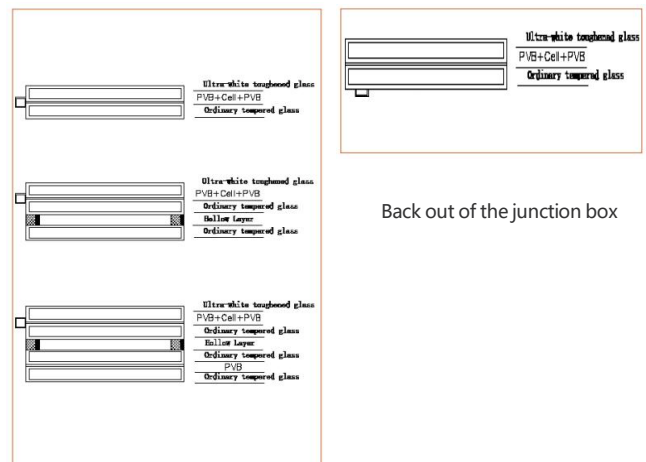 Ultra-white toughened glass
PVB+Cell+PVB
Ordinary tempered glass
Ultra-white toughened glass
PVB+Cell+PVB
Ordinary tempered glass
Hollow Layer
Ordinary tempered glass
Ultra-white toughened glass
PVB+Cell+PVB
Ordinary tempered glass
Hollow Layer
Ordinary tempered glass
PVB
Ordinary tempered glass
Ultra-white toughened glass
PVB+Cell+PVB
Ordinary tempered glass
Back out of the junction box